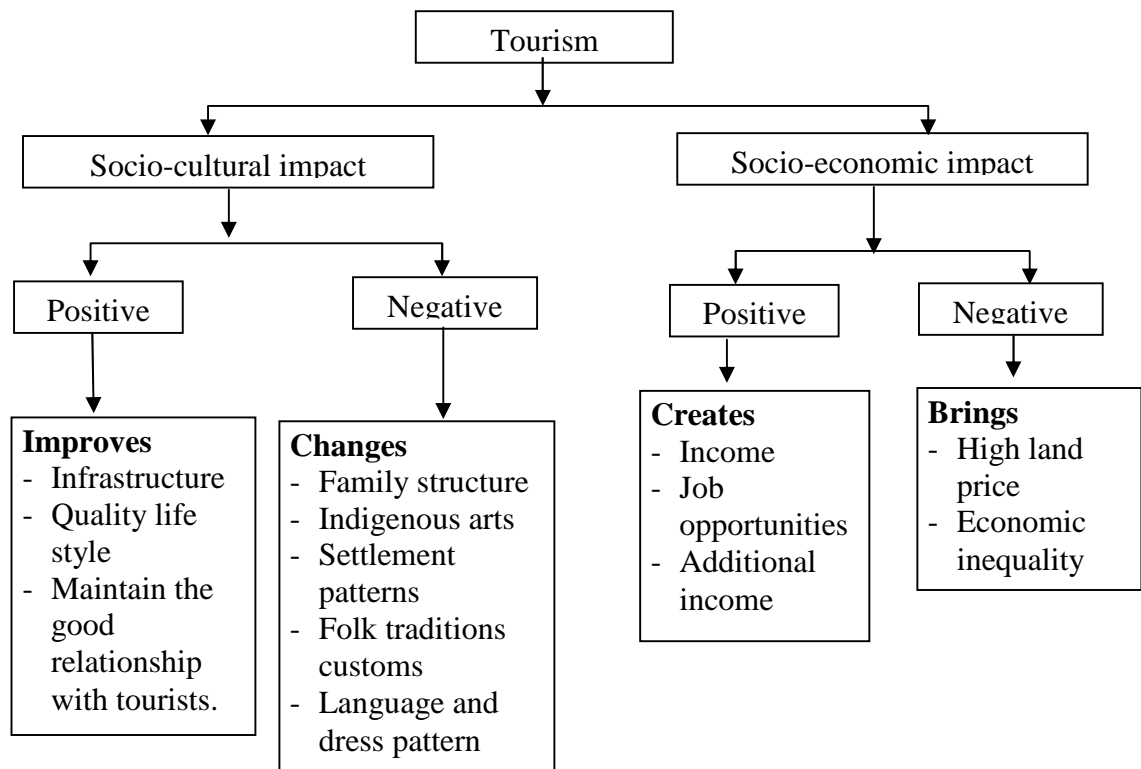 Tourism
Socio-cultural impact
Socio-economic impact
Positive
Negative
Positive
Negative
Improves
- Infrastructure
- Quality life
style
- Maintain the
good
relationship
with tourists.
Changes
- Family structure
- Indigenous arts
- Settlement
patterns
- Folk traditions
customs
- Language and
dress pattern
Creates
- Income
- Job
opportunities
- Additional
income
Brings
- High land
price
- Economic
inequality